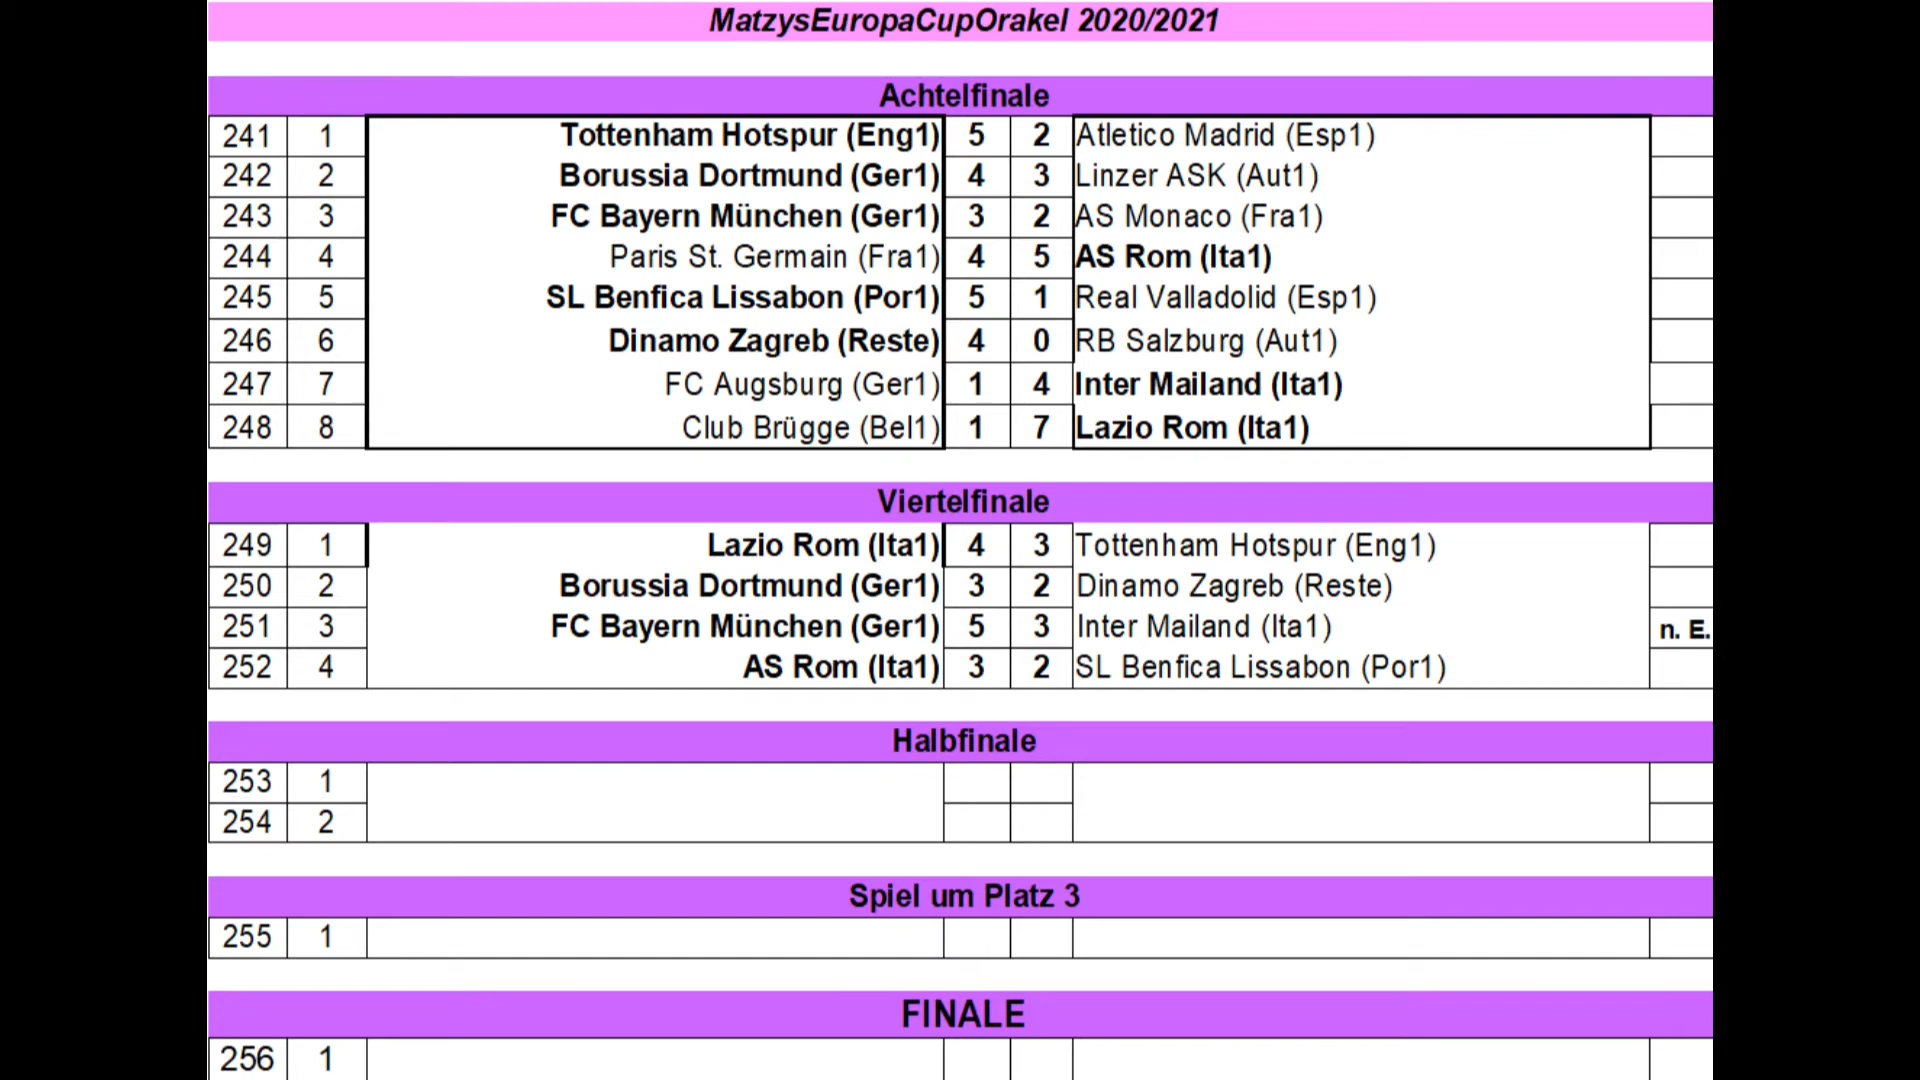 MatzysEuropaCupOrakel 2020/2021
Achtelfinale
241 1 Tottenham Hotspur (Eng1) 5 2 Atletico Madrid (Esp1)
242 2 Borussia Dortmund (Ger1) 4 3 Linzer ASK (Aut1)
243 3 FC Bayern München (Ger1) 3 2 AS Monaco (Fra1)
244 4 Paris St. Germain (Fra1) 4 5 AS Rom (Ita1)
245 5 SL Benfica Lissabon (Por1) 5 1 Real Valladolid (Esp1)
246 6 Dinamo Zagreb (Reste) 4 0 RB Salzburg (Aut1)
247 7 FC Augsburg (Ger1) 1 4 Inter Mailand (Ita1)
248 8 Club Brügge (Bel1) 1 7 Lazio Rom (Ita1)
Viertelfinale
249 1 Lazio Rom (Ita1) 4 3 Tottenham Hotspur (Eng1)
250 2 Borussia Dortmund (Ger1) 3 2 Dinamo Zagreb (Reste)
251 3 FC Bayern München (Ger1) 5 3 Inter Mailand (Ita1) n. E.
252 4 AS Rom (Ita1) 3 2 SL Benfica Lissabon (Por1)
Halbfinale
253 1
254 2
Spiel um Platz 3
255 1
FINALE
256 1